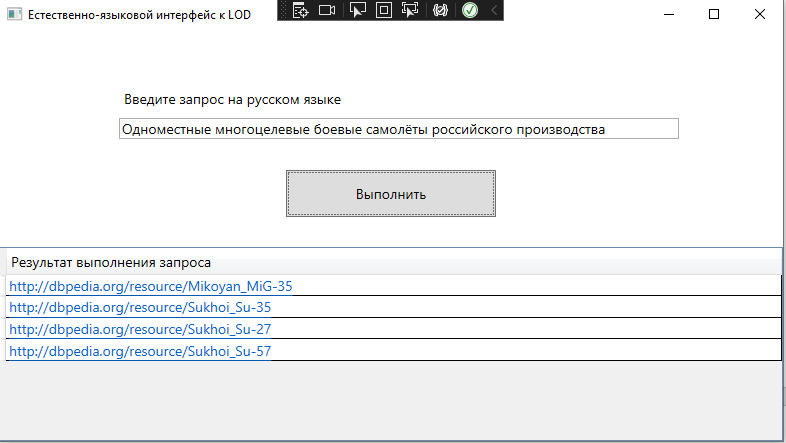 Естественно-языковой интерфейс к LOD
Введите запрос на русском языке
Одноместные многоцелевые боевые самолёты российского производства
Выполнить
Результат выполнения запроса
http://dbpedia.org/resource/Mikoyan_MiG-35
http://dbpedia.org/resource/Sukhoi_Su-35
http://dbpedia.org/resource/Sukhoi_Su-27
http://dbpedia.org/resource/Sukhoi_Su-57